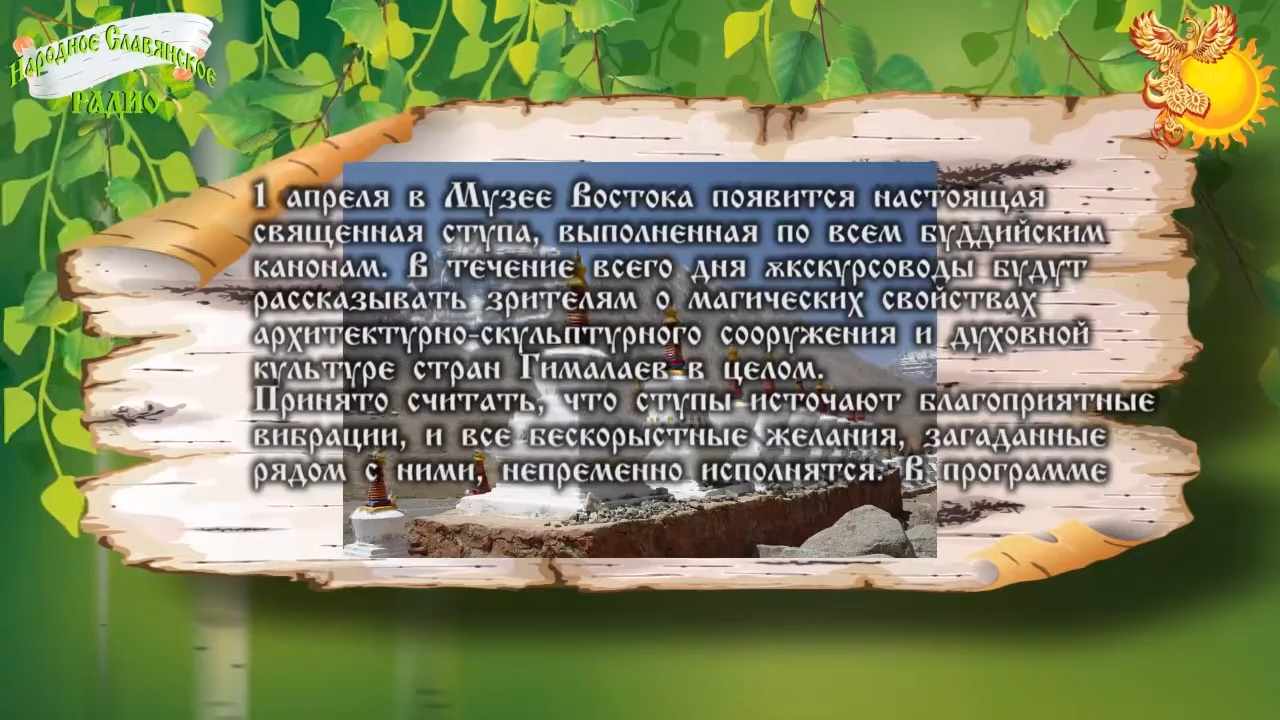 Народное Славянское
РАДИО
1 апреля в Музее Востока появится настоящая
священная ступа, выполненная по всем буддийским
канонам. В течение всего дня ѫкскурсоводы будут
рассказывать зрителям о магических свойствах
архитектурно-скульптурного сооружения и духовной
культуре стран Гималаев в целом.
Принято считать, что ступы источают благоприятные
вибрации, и все бескорыстные желания, загаданные
рядом с ними, непременно исполнятся. В программе